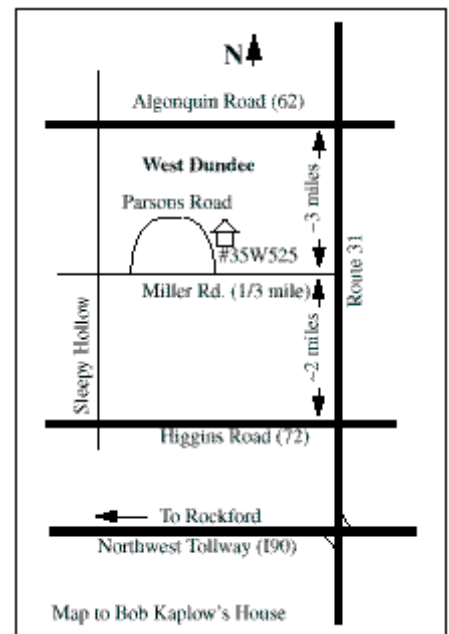 N
Algonquin Road (62)
West Dundee
Parsons Road
~3 miles
#35W525
Route 31
Miller Rd. (1/3 mile)
Sleepy Hollow
~2 miles
Higgins Road (72)
To Rockford
Northwest Tollway (I90)
Map to Bob Kaplow's House